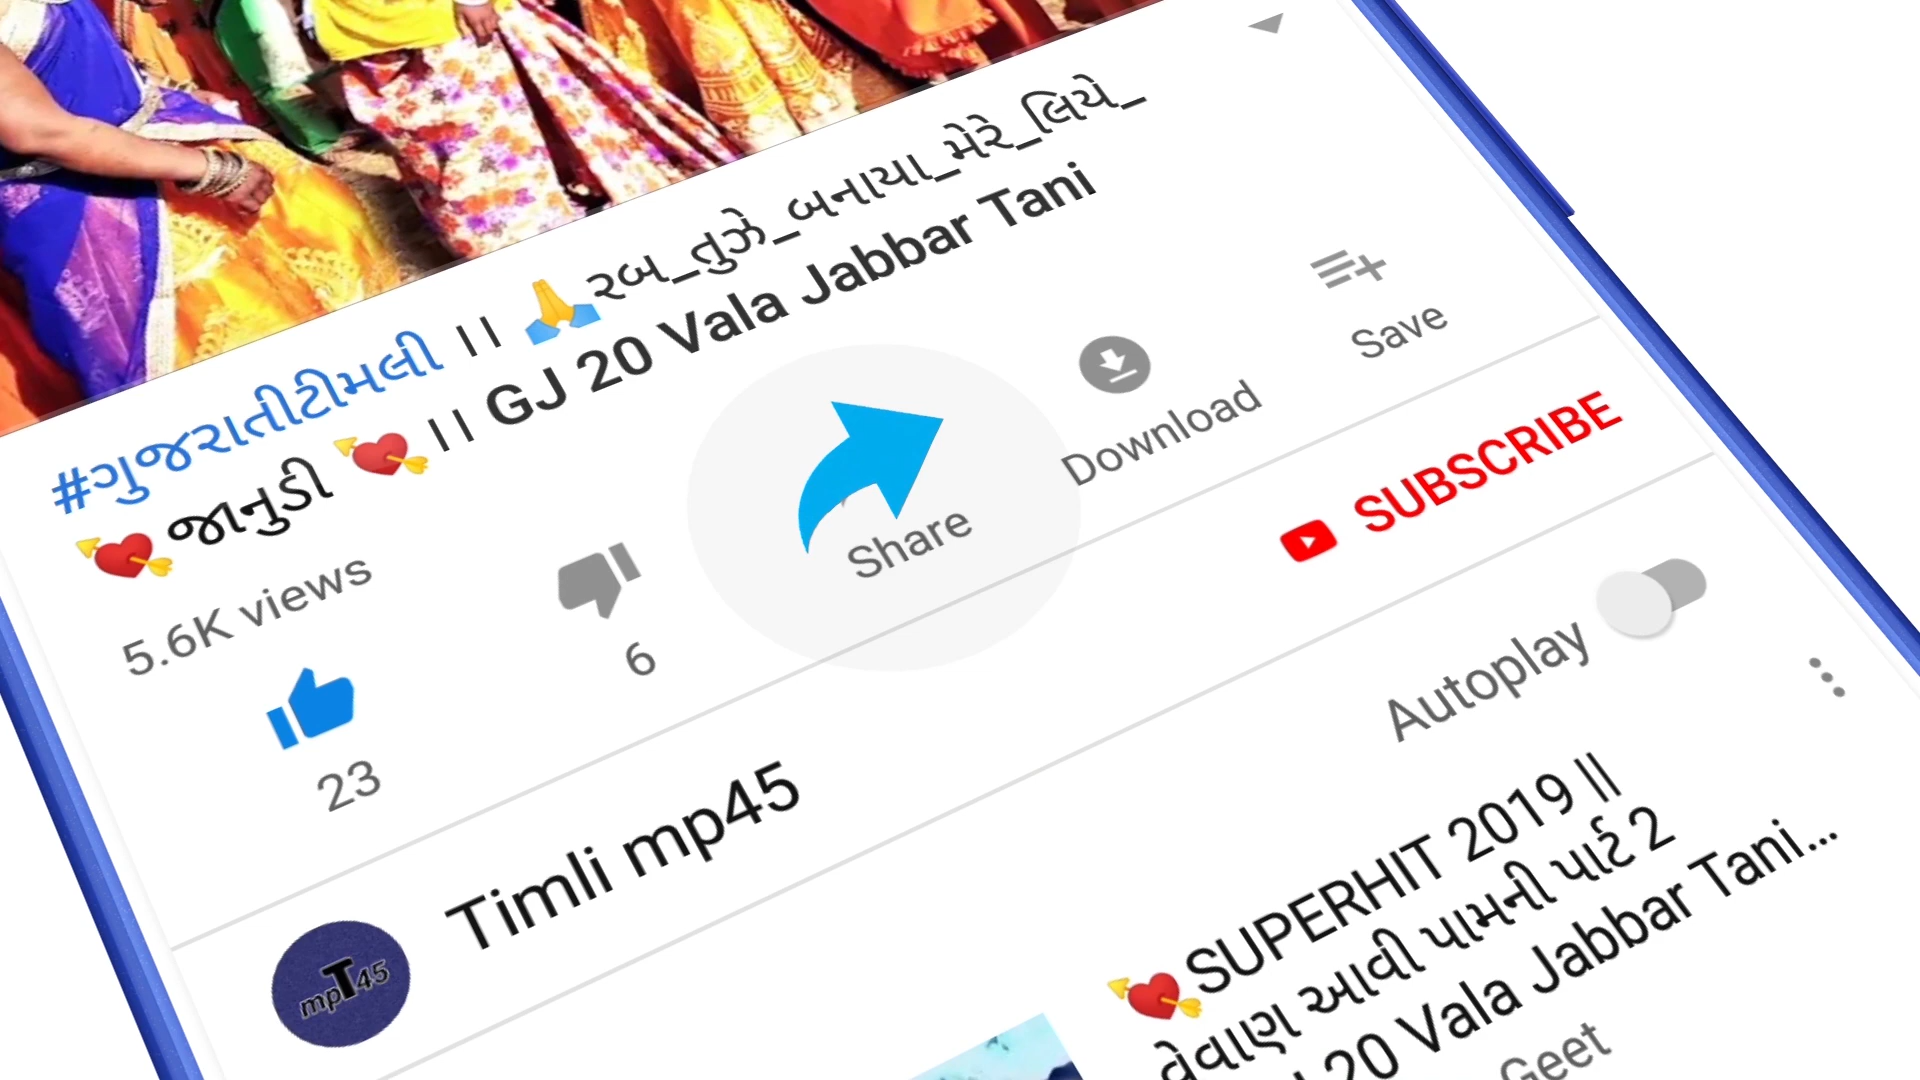 #ગુજરાતીટીમલી ।। 🙏રબ_તુઝે_બનાયા_મેરે_લિયે_
💘જાનુડી 💘।। GJ 20 Vala Jabbar Tani
5.6K views
23
6
Share
Download
Save
Timli mp45
SUBSCRIBE
mpT45
Autoplay
💘SUPERHIT 2019 ||
વેવાણ આવી પામની પાર્ટ 2
20 Vala Jabbar Tani...
Geet